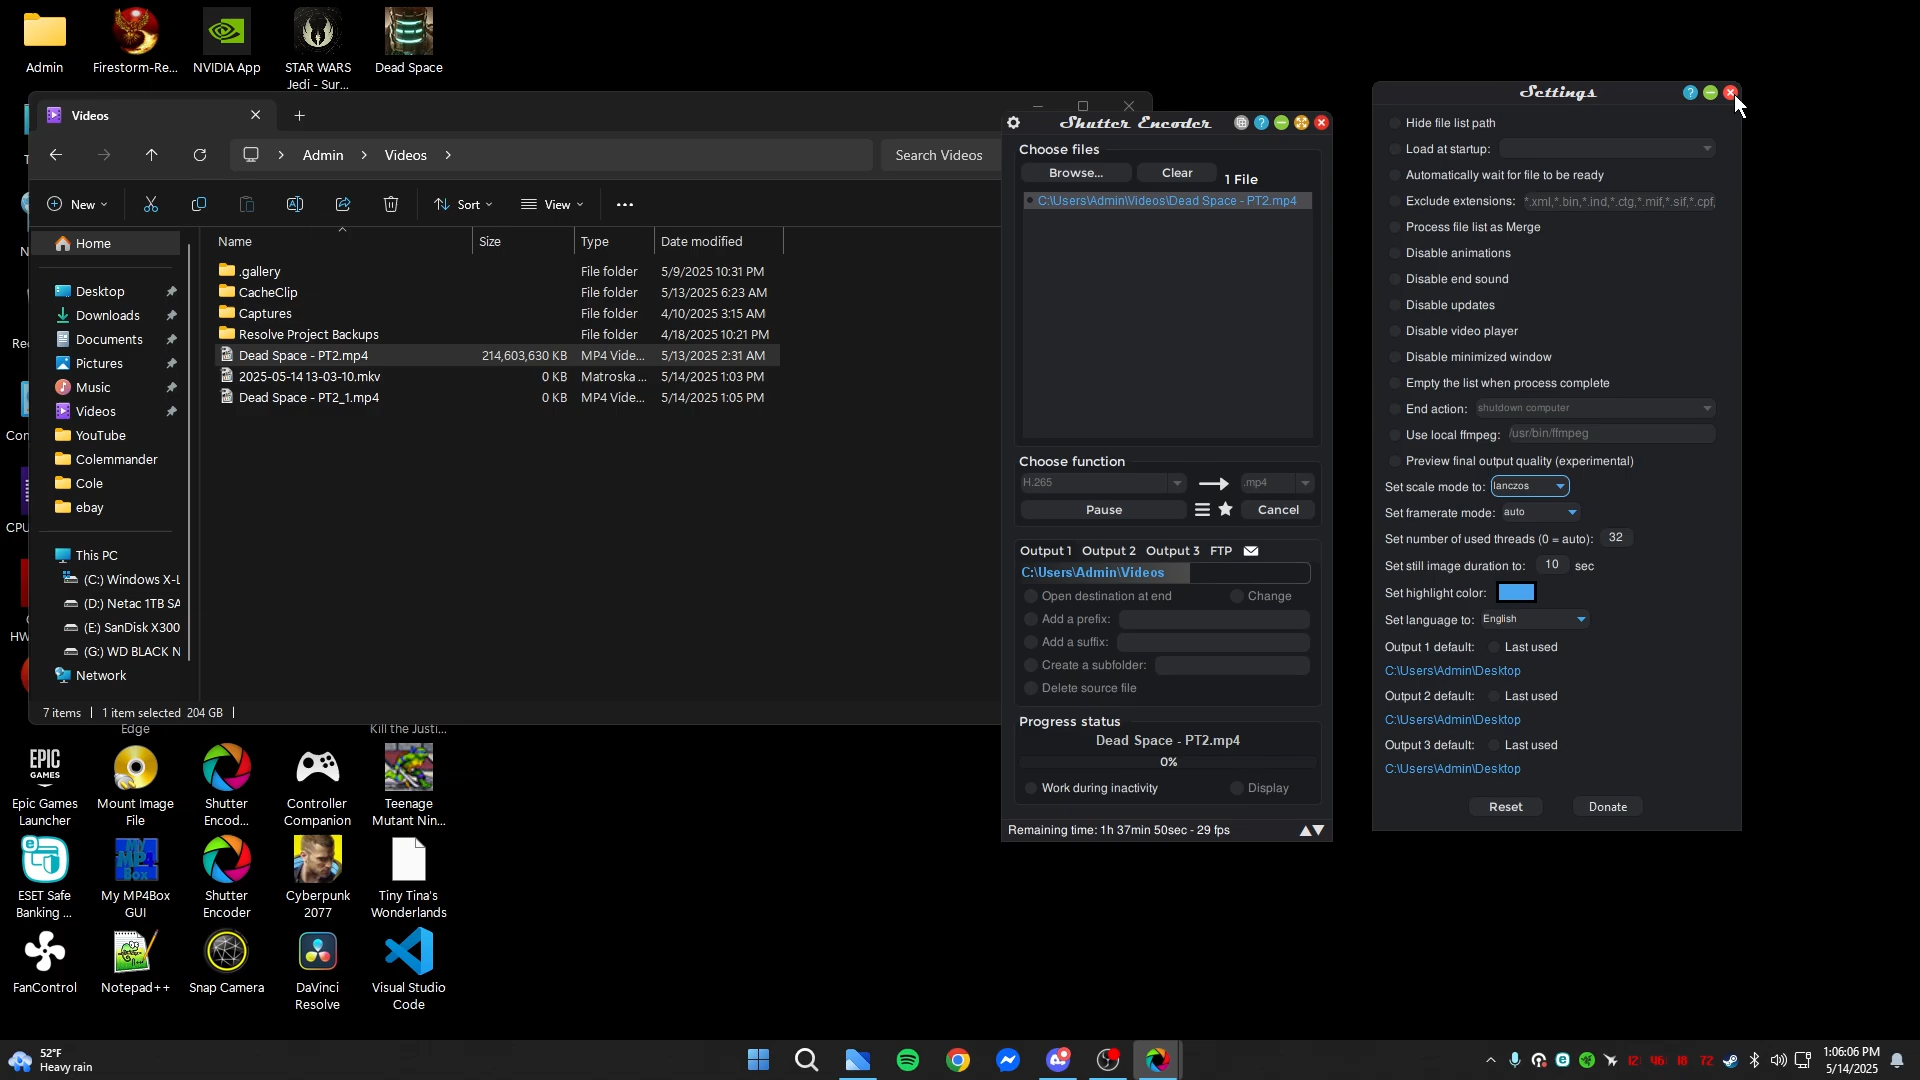 Admin
Firestorm-Re...
NVIDIA App
STAR WARS
Jedi - Sur...
Dead Space
Videos
Admin
Videos
Search Videos
New
Sort
View
Home
Desktop
Downloads
Documents
Pictures
Music
Videos
YouTube
Colemmander
Cole
ebay
This PC
(C:) Windows X-L
(D:) Netac 1TB SA
(E:) SanDisk X300
(G:) WD BLACK N
Network
Name Size Type Date modified
.gallery File folder 5/9/2025 10:31 PM
CacheClip File folder 5/13/2025 6:23 AM
Captures File folder 4/10/2025 3:15 AM
Resolve Project Backups File folder 4/18/2025 10:21 PM
Dead Space - PT2.mp4 214,603,630 KB MP4 Vide... 5/13/2025 2:31 AM
2025-05-14 13-03-10.mkv 0 KB Matroska ... 5/14/2025 1:03 PM
Dead Space - PT2_1.mp4 0 KB MP4 Vide... 5/14/2025 1:05 PM
7 items 1 item selected 204 GB
Shutter Encoder
Choose files
Browse... Clear 1 File
C:\Users\Admin\Videos\Dead Space - PT2.mp4
Choose function
H.265 .mp4
Pause Cancel
Output 1 Output 2 Output 3 FTP
C:\Users\Admin\Videos
Open destination at end Change
Add a prefix:
Add a suffix:
Create a subfolder:
Delete source file
Progress status
Dead Space - PT2.mp4
0%
Work during inactivity Display
Remaining time: 1h 37min 50sec - 29 fps
Settings
Hide file list path
Load at startup:
Automatically wait for file to be ready
Exclude extensions: *.xml,*.bin,*.ind,*.ctg,*.mif,*.sif,*.cpf,
Process file list as Merge
Disable animations
Disable end sound
Disable updates
Disable video player
Disable minimized window
Empty the list when process complete
End action: shutdown computer
Use local ffmpeg: /usr/bin/ffmpeg
Preview final output quality (experimental)
Set scale mode to: lanczos
Set framerate mode: auto
Set number of used threads (0 = auto): 32
Set still image duration to: 10 sec
Set highlight color:
Set language to: English
Output 1 default: Last used
C:\Users\Admin\Desktop
Output 2 default: Last used
C:\Users\Admin\Desktop
Output 3 default: Last used
C:\Users\Admin\Desktop
Reset Donate
Edge
Kill the Justi...
EPIC
GAMES
Epic Games
Launcher
Mount Image
File
Shutter
Encod...
Controller
Companion
Teenage
Mutant Nin...
My
MP4
Box
ESET Safe
Banking ...
My MP4Box
GUI
Shutter
Encoder
Cyberpunk
2077
Tiny Tina's
Wonderlands
FanControl
Notepad++
Snap Camera
DaVinci
Resolve
Visual Studio
Code
52°F
Heavy rain
46 18 72
1:06:06 PM
5/14/2025